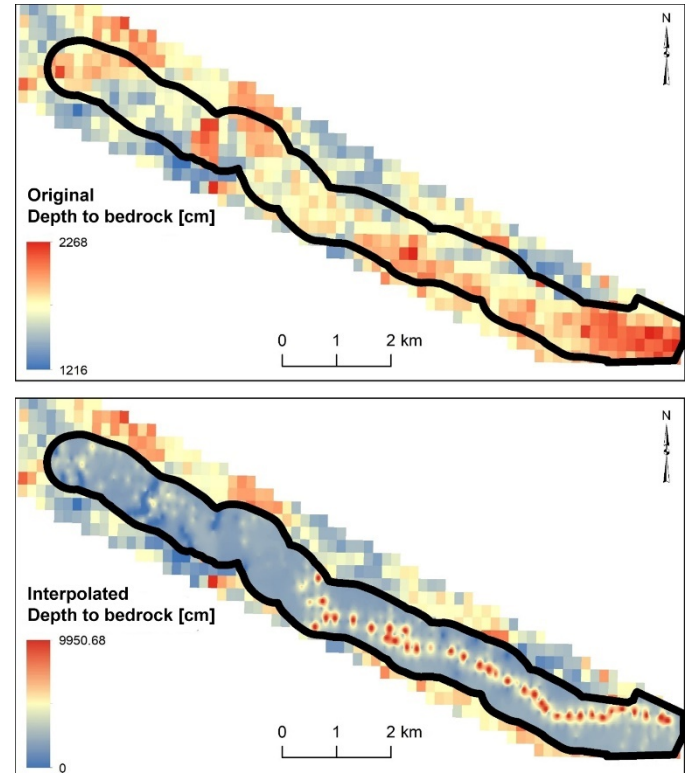 N
Original
Depth to bedrock [cm]
2268
1216
0 1 2 km
N
Interpolated
Depth to bedrock [cm]
9950.68
0
0 1 2 km